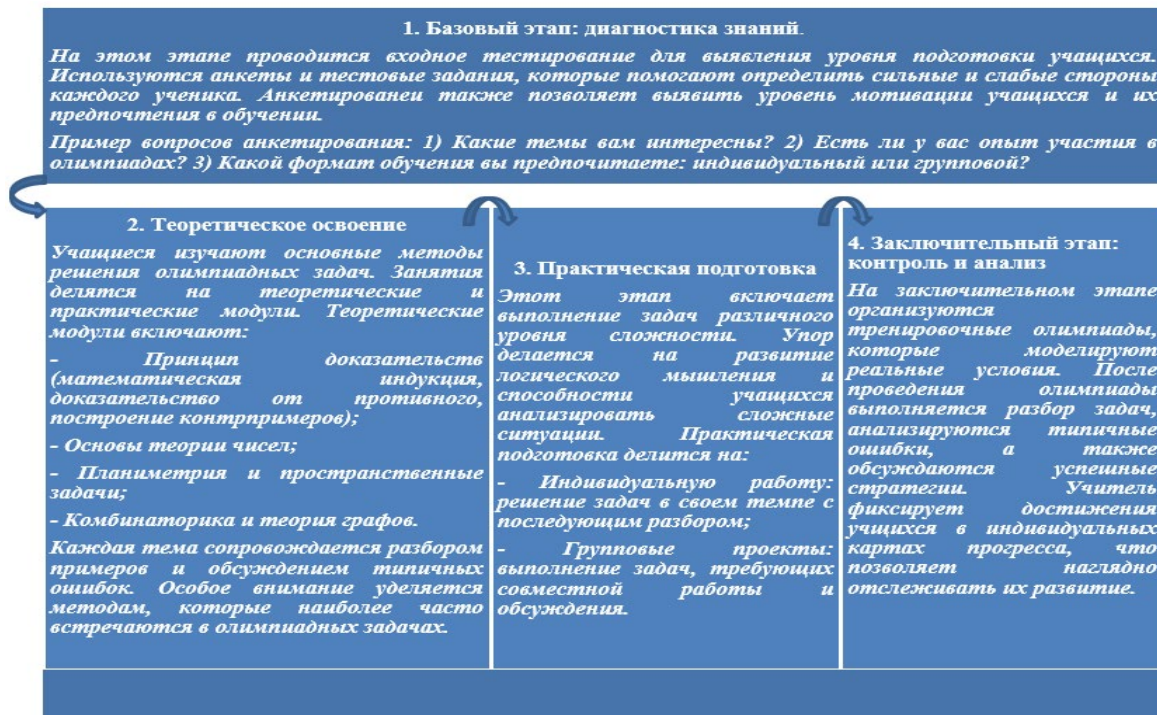 1. Базовый этап: диагностика знаний.
На этом этапе проводится входное тестирование для выявления уровня подготовки учащихся.
Используются анкеты и тестовые задания, которые помогают определить сильные и слабые стороны
каждого ученика. Анкетированеи также позволяет выявить уровень мотивации учащихся и их
предпочтения в обучении.
Пример вопросов анкетирования: 1) Какие темы вам интересны? 2) Есть ли у вас опыт участия в
олимпиадах? 3) Какой формат обучения вы предпочитаете: индивидуальный или групповой?
2. Теоретическое освоение
Учащиеся изучают основные методы
решения олимпиадных задач. Занятия
делятся на теоретические и
практические модули. Теоретические
модули включают:
- Принцип доказательств
(математическая индукция,
доказательство от противного,
построение контрпримеров);
- Основы теории чисел;
- Планиметрия и пространственные
задачи;
- Комбинаторика и теория графов.
Каждая тема сопровождается разбором
примеров и обсуждением типичных
ошибок. Особое внимание уделяется
методам, которые наиболее часто
встречаются в олимпиадных задачах.
3. Практическая подготовка
Этот этап включает
выполнение задач различного
уровня сложности. Упор
делается на развитие
логического мышления и
способности учащихся
анализировать сложные
ситуации. Практическая
подготовка делится на:
- Индивидуальную работу:
решение задач в своем темпе с
последующим разбором;
- Групповые проекты:
выполнение задач, требующих
совместной работы и
обсуждения.
4. Заключительный этап:
контроль и анализ
На заключительном этапе
организуются
тренировочные олимпиады,
которые моделируют
реальные условия. После
проведения олимпиады
выполняется разбор задач,
анализируются типичные
ошибки, а также
обсуждаются успешные
стратегии. Учитель
фиксирует достижения
учщихся в индивидуальных
картах прогресса, что
позволяет наглядно
отслеживать их развитие.